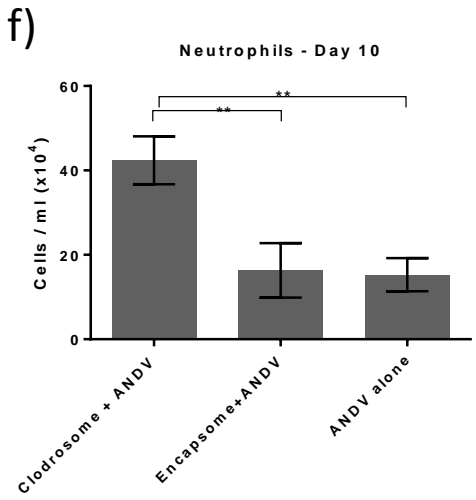 f)
Neutrophils - Day 10
**
**
60
40
20
0
Cells / ml (x10⁴)
Clodrosome + ANDV
Encapsome+ANDV
ANDV alone